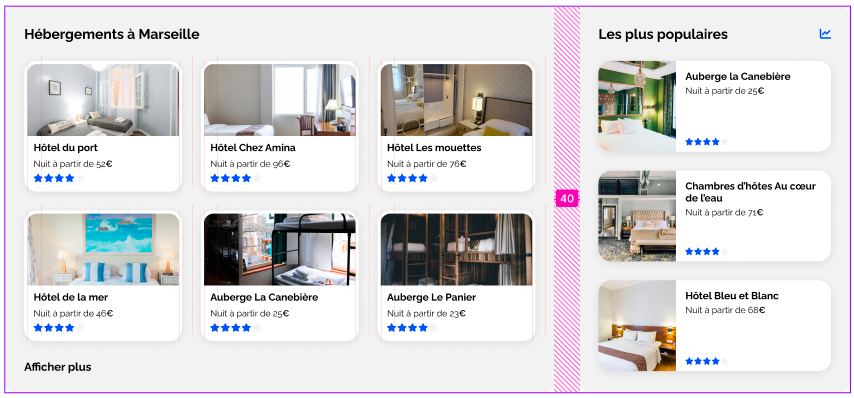 Hébergements à Marseille
Hôtel du port
Nuit à partir de 52€
Hôtel Chez Amina
Nuit à partir de 96€
Hôtel Les mouettes
Nuit à partir de 76€
Hôtel de la mer
Nuit à partir de 46€
Auberge La Canebière
Nuit à partir de 25€
Auberge Le Panier
Nuit à partir de 23€
Afficher plus
40
Les plus populaires
Auberge la Canebière
Nuit à partir de 25€
Chambres d'hôtes Au cœur
de l'eau
Nuit à partir de 71€
Hôtel Bleu et Blanc
Nuit à partir de 68€